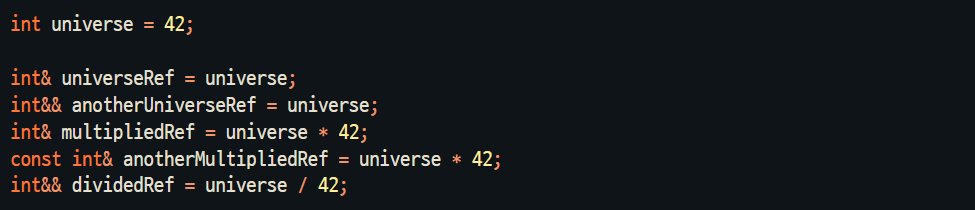 int universe = 42;
int& universeRef = universe;
int&& anotherUniverseRef = universe;
int& multipliedRef = universe * 42;
const int& anotherMultipliedRef = universe * 42;
int&& dividedRef = universe / 42;